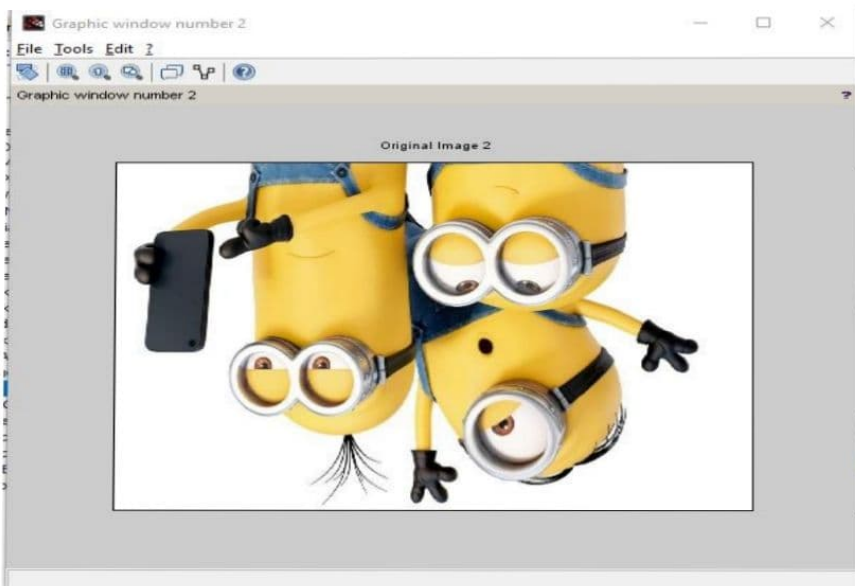 Graphic window number 2
File Tools Edit ?
Graphic window number 2 ?
Original Image 2